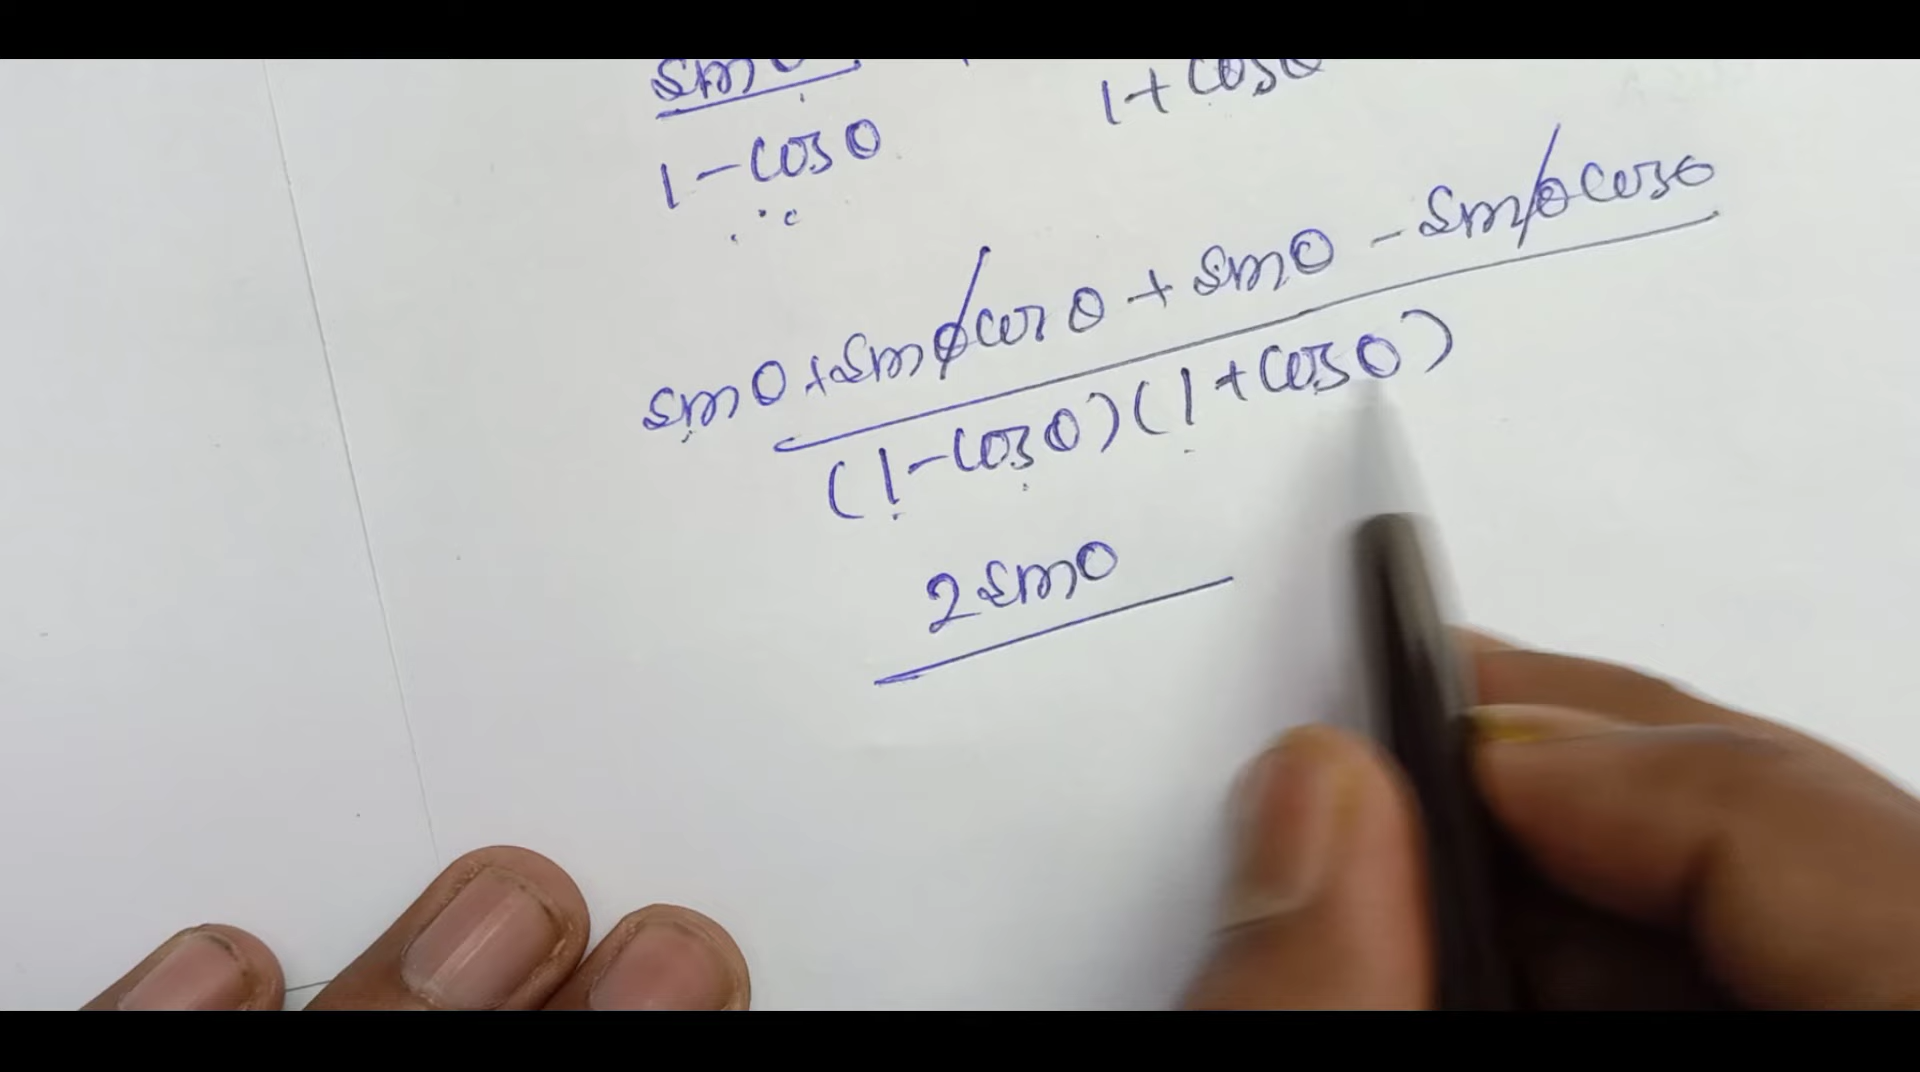 sinθ
1-cosθ 1+cosθ
sinθ+sinθcosθ+sinθ-sinθcosθ
(1-cosθ)(1+cosθ)
2sinθ